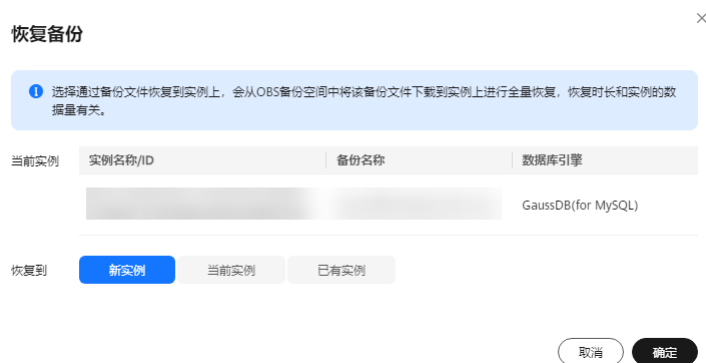 恢复备份
选择通过备份文件恢复到实例上，会从OBS备份空间中将该备份文件下载到实例上进行全量恢复，恢复时长和实例的数
据量有关。
当前实例 实例名称/ID 备份名称 数据库引擎
GaussDB(for MySQL)
恢复到 新实例 当前实例 已有实例
取消 确定